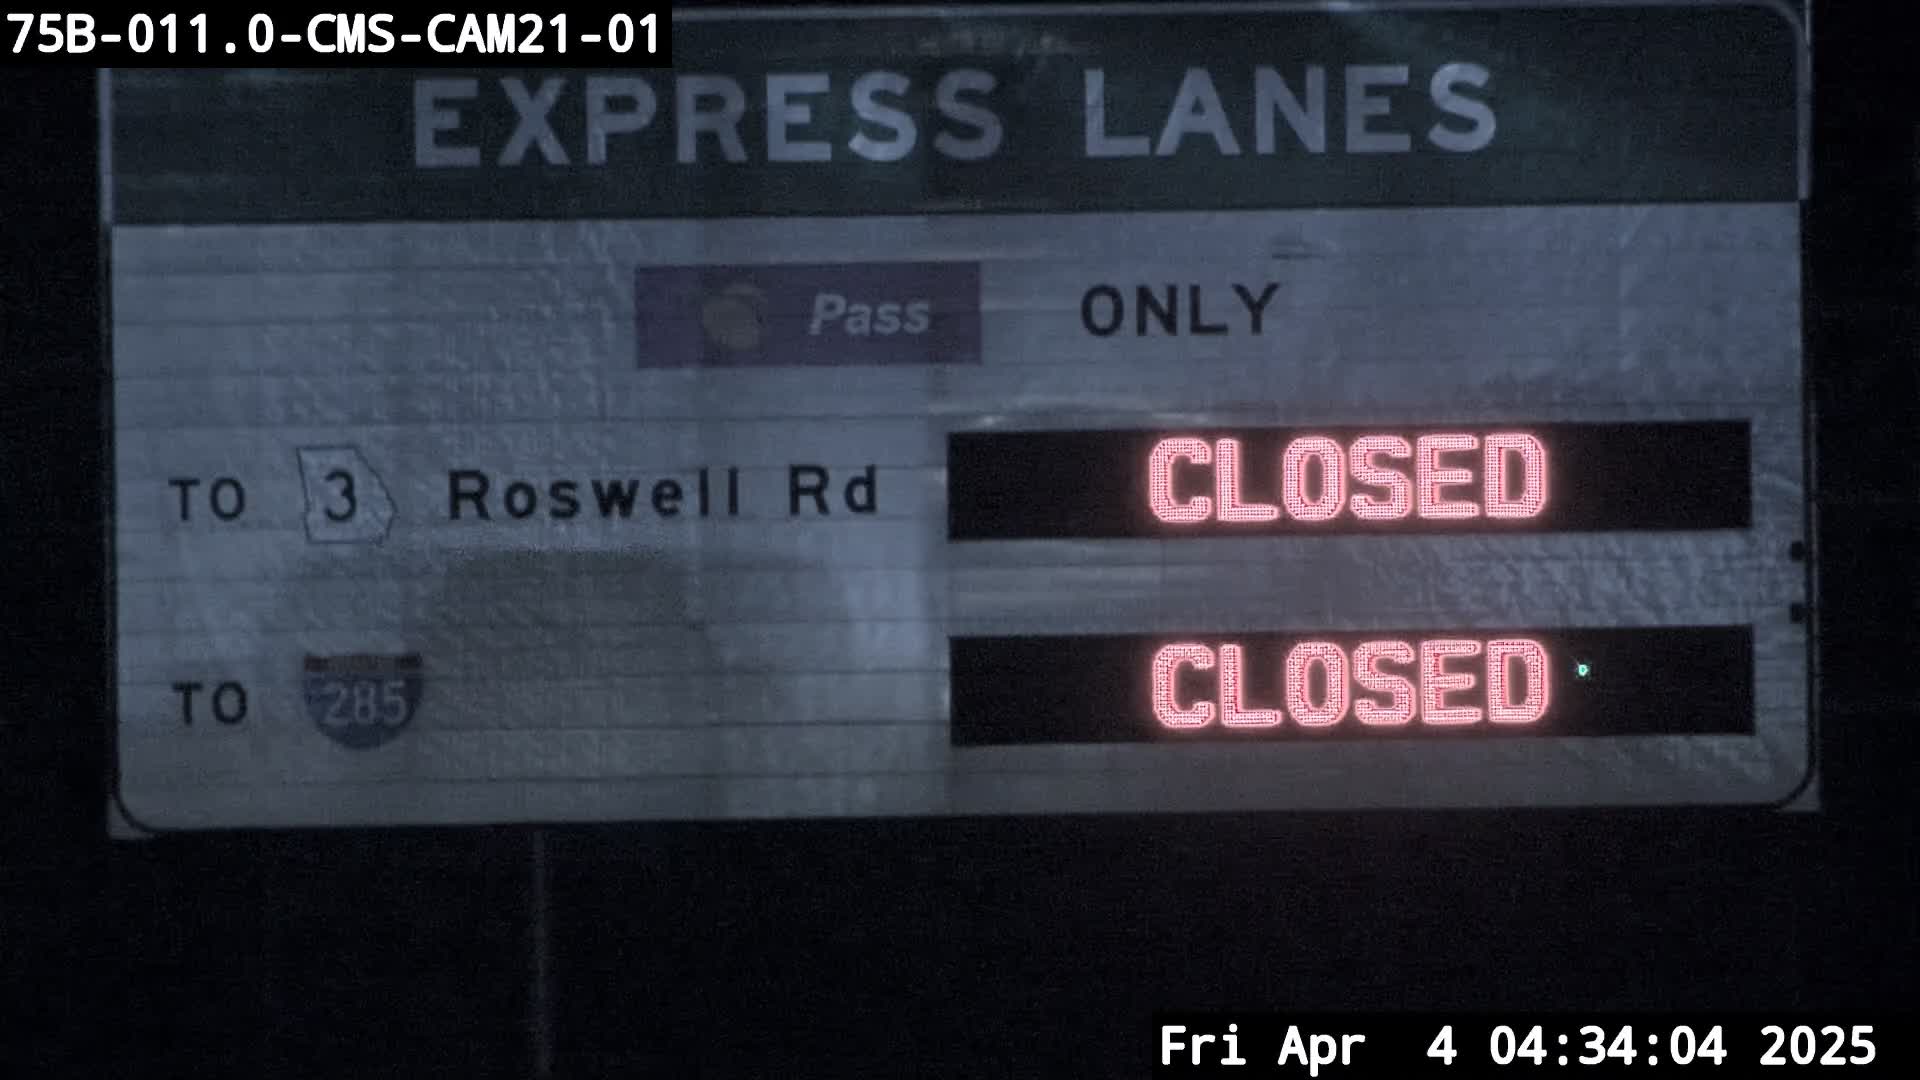 75B-011.0-CMS-CAM21-01
EXPRESS LANES
Pass ONLY
TO 3 Roswell Rd CLOSED
TO 285 CLOSED
Fri Apr 4 04:34:04 2025